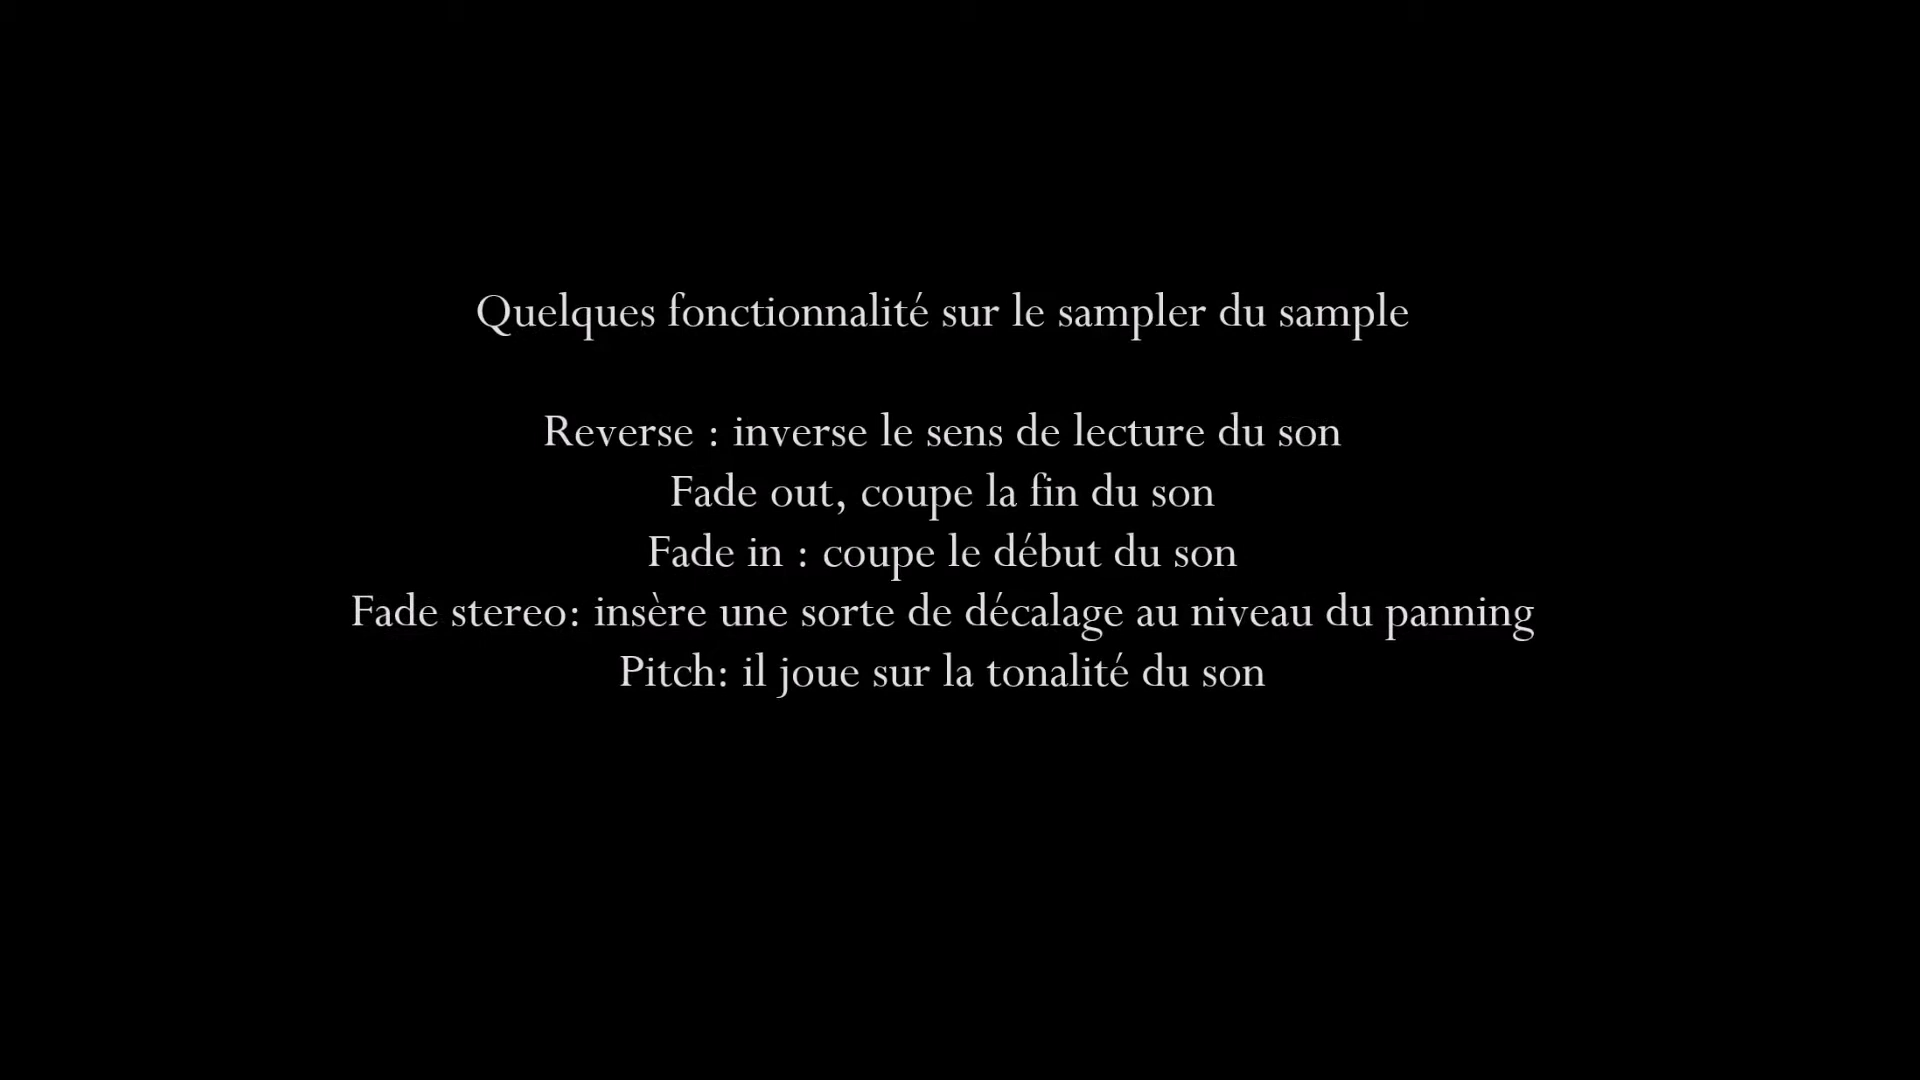 Quelques fonctionnalité sur le sampler du sample
Reverse : inverse le sens de lecture du son
Fade out, coupe la fin du son
Fade in : coupe le début du son
Fade stereo: insère une sorte de décalage au niveau du panning
Pitch: il joue sur la tonalité du son